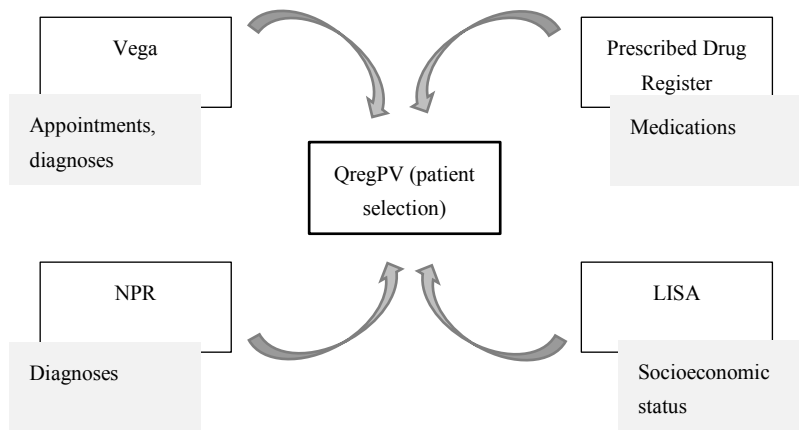 Vega
Appointments,
diagnoses
Prescribed Drug
Register
Medications
QregPV (patient
selection)
NPR
Diagnoses
LISA
Socioeconomic
status